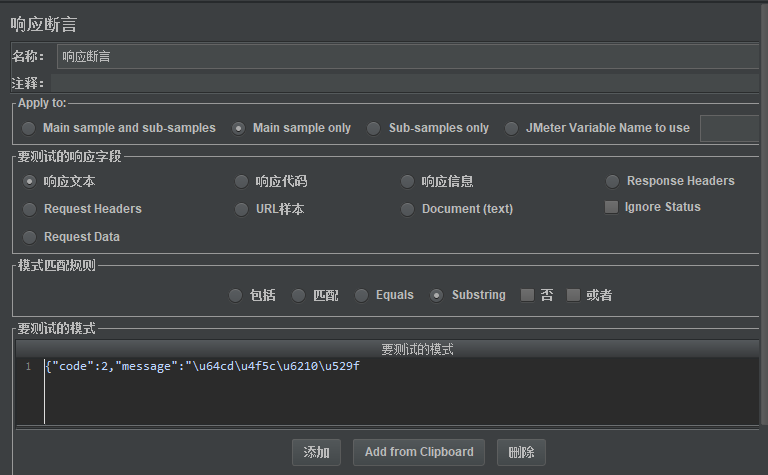 响应断言
名称： 响应断言
注释：
Apply to:
Main sample and sub-samples Main sample only Sub-samples only JMeter Variable Name to use
要测试的响应字段
响应文本 响应代码 响应信息 Response Headers
Request Headers URL样本 Document (text) Ignore Status
Request Data
模式匹配规则
包括 匹配 Equals Substring 否 或者
要测试的模式
要测试的模式
1 {"code":2,"message":"\u64cd\u4f5c\u6210\u529f
添加 Add from Clipboard 删除